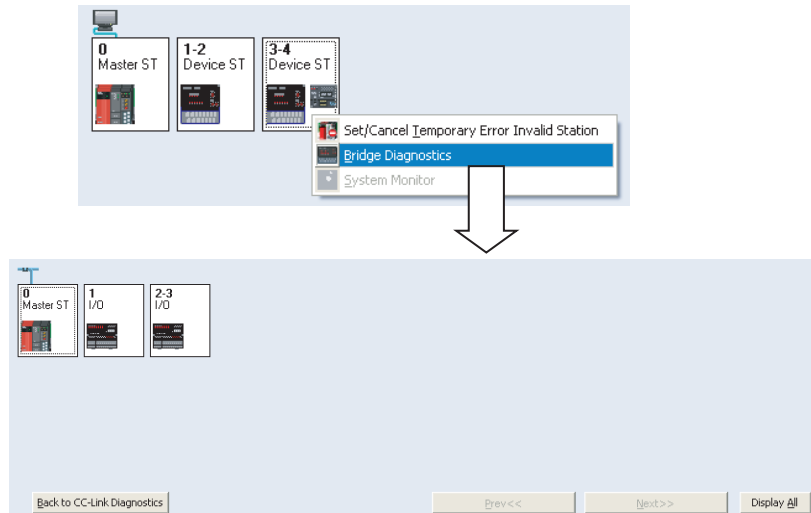 0
Master ST
1-2
Device ST
3-4
Device ST
Set/Cancel Temporary Error Invalid Station
Bridge Diagnostics
System Monitor
0
Master ST
1
I/O
2-3
I/O
Back to CC-Link Diagnostics
Prev<<
Next>>
Display All